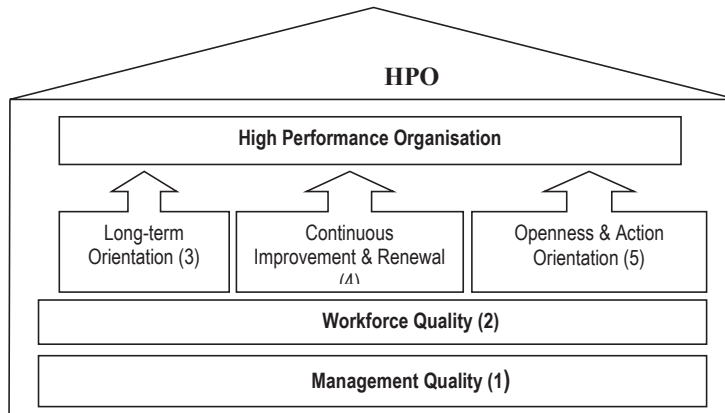 HPO
High Performance Organisation
Long-term
Orientation (3)
Continuous
Improvement & Renewal
(4)
Openness & Action
Orientation (5)
Workforce Quality (2)
Management Quality (1)